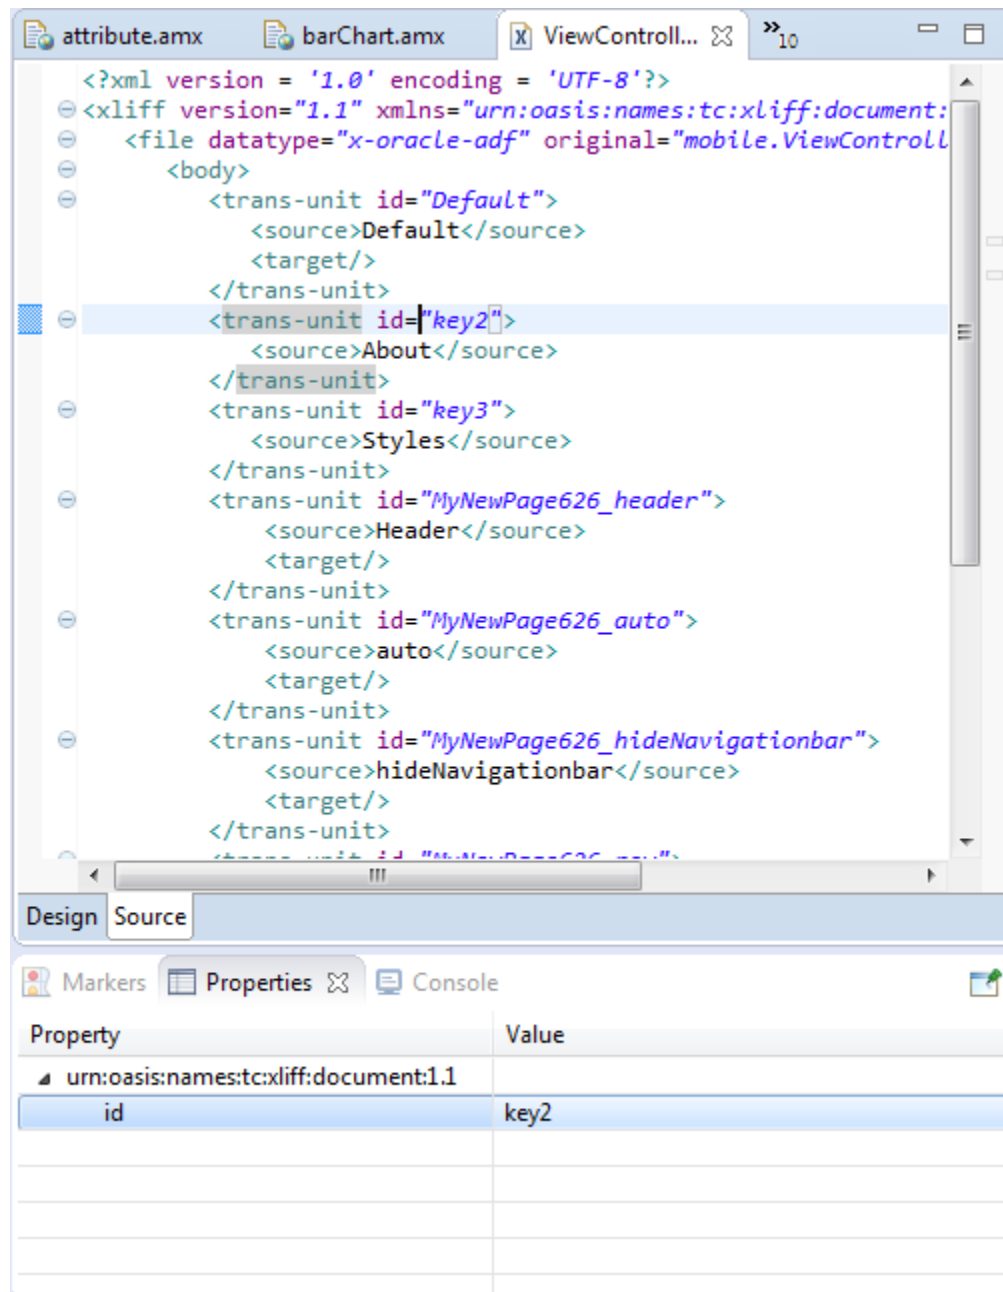 attribute.amx barChart.amx ViewControll... »10
<?xml version = '1.0' encoding = 'UTF-8'?>
<xliff version="1.1" xmlns="urn:oasis:names:tc:xliff:document:
<file datatype="x-oracle-adf" original="mobile.ViewControll
<body>
<trans-unit id="Default">
<source>Default</source>
<target/>
</trans-unit>
<trans-unit id="key2">
<source>About</source>
</trans-unit>
<trans-unit id="key3">
<source>Styles</source>
</trans-unit>
<trans-unit id="MyNewPage626_header">
<source>Header</source>
<target/>
</trans-unit>
<trans-unit id="MyNewPage626_auto">
<source>auto</source>
<target/>
</trans-unit>
<trans-unit id="MyNewPage626_hideNavigationbar">
<source>hideNavigationbar</source>
<target/>
</trans-unit>
<trans-unit id="MyNewPage626_nav">
Design Source
Markers Properties Console
Property Value
urn:oasis:names:tc:xliff:document:1.1
id key2